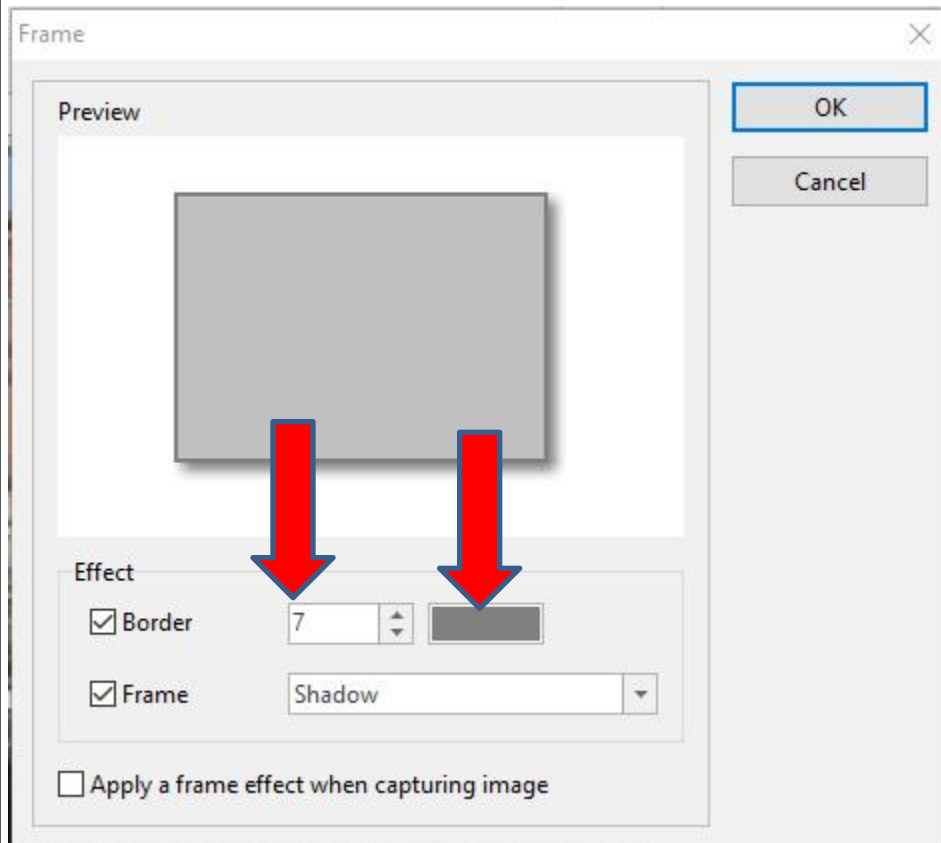 Frame
Preview
OK
Cancel
Effect
Border
7
Frame
Shadow
Apply a frame effect when capturing image